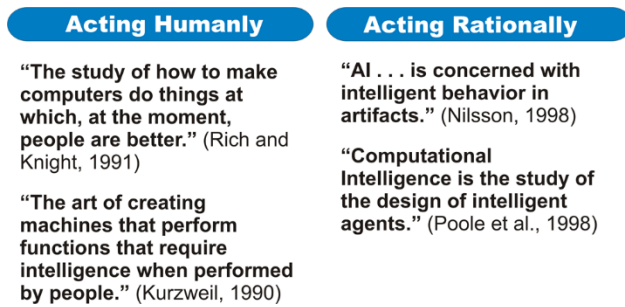 Acting Humanly
“The study of how to make
computers do things at
which, at the moment,
people are better.” (Rich and
Knight, 1991)
“The art of creating
machines that perform
functions that require
intelligence when performed
by people.” (Kurzweil, 1990)
Acting Rationally
“AI . . . is concerned with
intelligent behavior in
artifacts.” (Nilsson, 1998)
“Computational
Intelligence is the study of
the design of intelligent
agents.” (Poole et al., 1998)